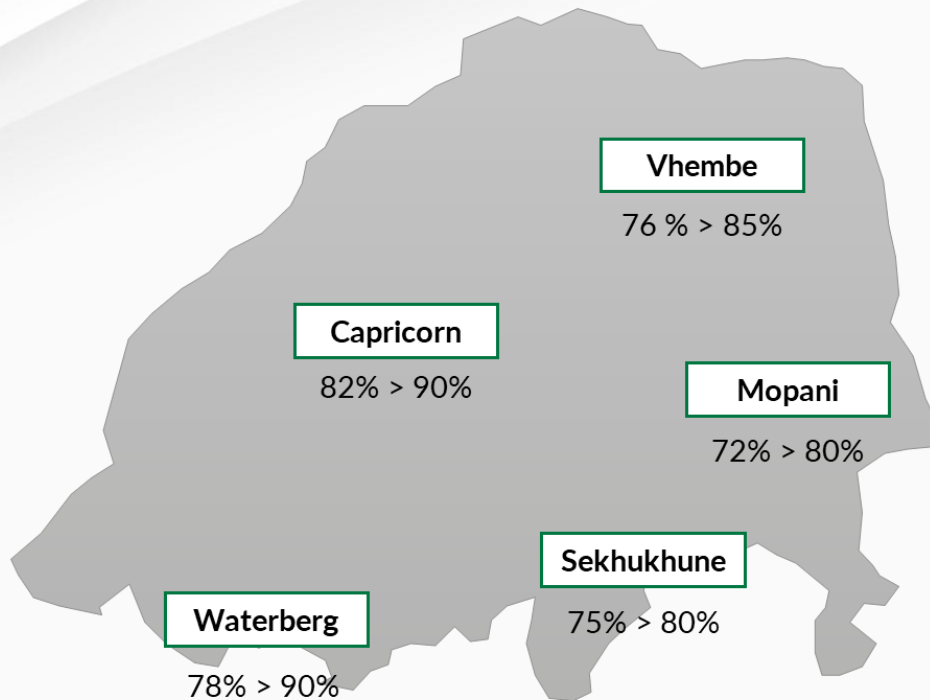 Vhembe
76 % > 85%
Capricorn
82% > 90%
Mopani
72% > 80%
Sekhukhune
75% > 80%
Waterberg
78% > 90%